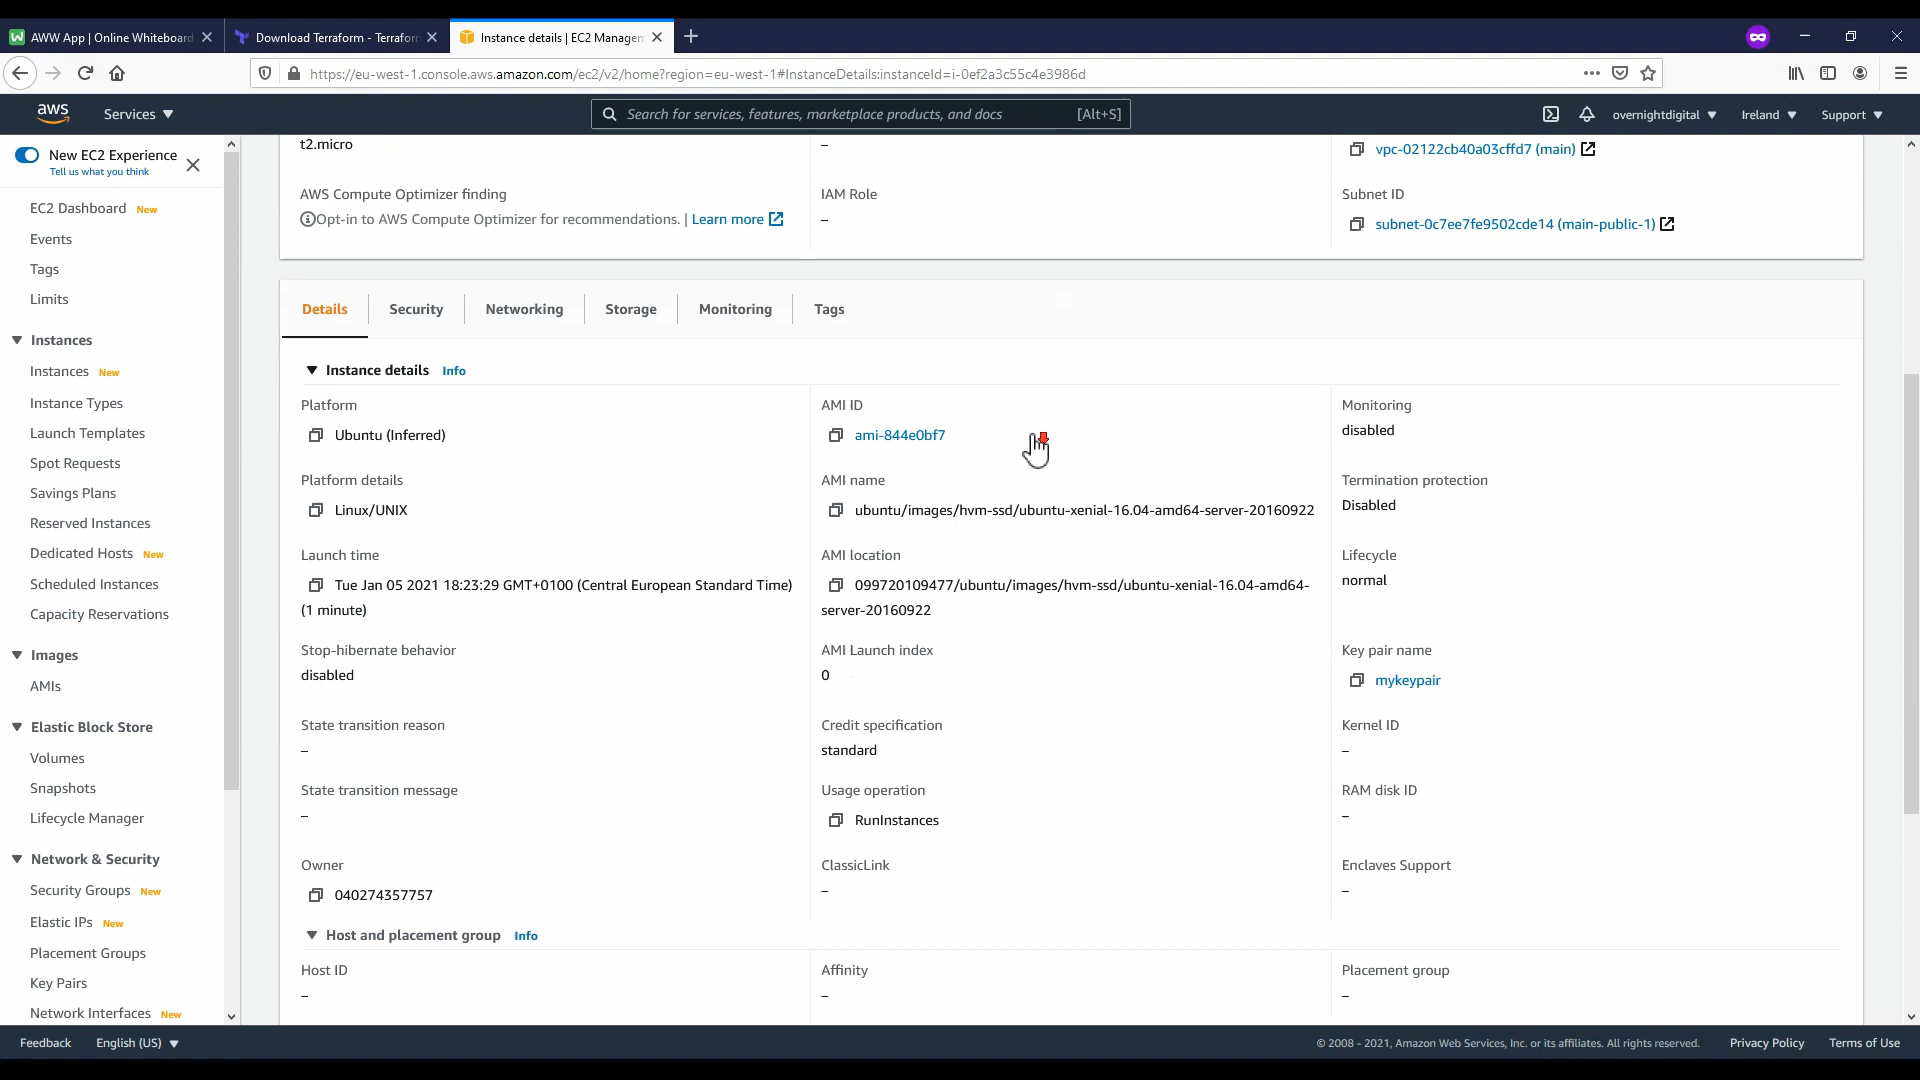 AWW App | Online Whiteboard
Download Terraform - Terraform
Instance details | EC2 Managem
https://eu-west-1.console.aws.amazon.com/ec2/v2/home?region=eu-west-1#InstanceDetails:instanceId=i-0ef2a3c55c4e3986d
aws
Services
Search for services, features, marketplace products, and docs
[Alt+S]
overnightdigital
Ireland
Support
New EC2 Experience
Tell us what you think
EC2 Dashboard New
Events
Tags
Limits
Instances
Instances New
Instance Types
Launch Templates
Spot Requests
Savings Plans
Reserved Instances
Dedicated Hosts New
Scheduled Instances
Capacity Reservations
Images
AMIs
Elastic Block Store
Volumes
Snapshots
Lifecycle Manager
Network & Security
Security Groups New
Elastic IPs New
Placement Groups
Key Pairs
Network Interfaces New
t2.micro
–
vpc-02122cb40a03cffd7 (main)
AWS Compute Optimizer finding
Opt-in to AWS Compute Optimizer for recommendations. | Learn more
IAM Role
–
Subnet ID
subnet-0c7ee7fe9502cde14 (main-public-1)
Details
Security
Networking
Storage
Monitoring
Tags
Instance details Info
Platform
Ubuntu (Inferred)
AMI ID
ami-844e0bf7
Monitoring
disabled
Platform details
Linux/UNIX
AMI name
ubuntu/images/hvm-ssd/ubuntu-xenial-16.04-amd64-server-20160922
Termination protection
Disabled
Launch time
Tue Jan 05 2021 18:23:29 GMT+0100 (Central European Standard Time)
(1 minute)
AMI location
099720109477/ubuntu/images/hvm-ssd/ubuntu-xenial-16.04-amd64-
server-20160922
Lifecycle
normal
Stop-hibernate behavior
disabled
AMI Launch index
0
Key pair name
mykeypair
State transition reason
–
Credit specification
standard
Kernel ID
–
State transition message
–
Usage operation
RunInstances
RAM disk ID
–
Owner
040274357757
ClassicLink
–
Enclaves Support
–
Host and placement group Info
Host ID
–
Affinity
–
Placement group
–
Feedback
English (US)
© 2008 - 2021, Amazon Web Services, Inc. or its affiliates. All rights reserved.
Privacy Policy
Terms of Use